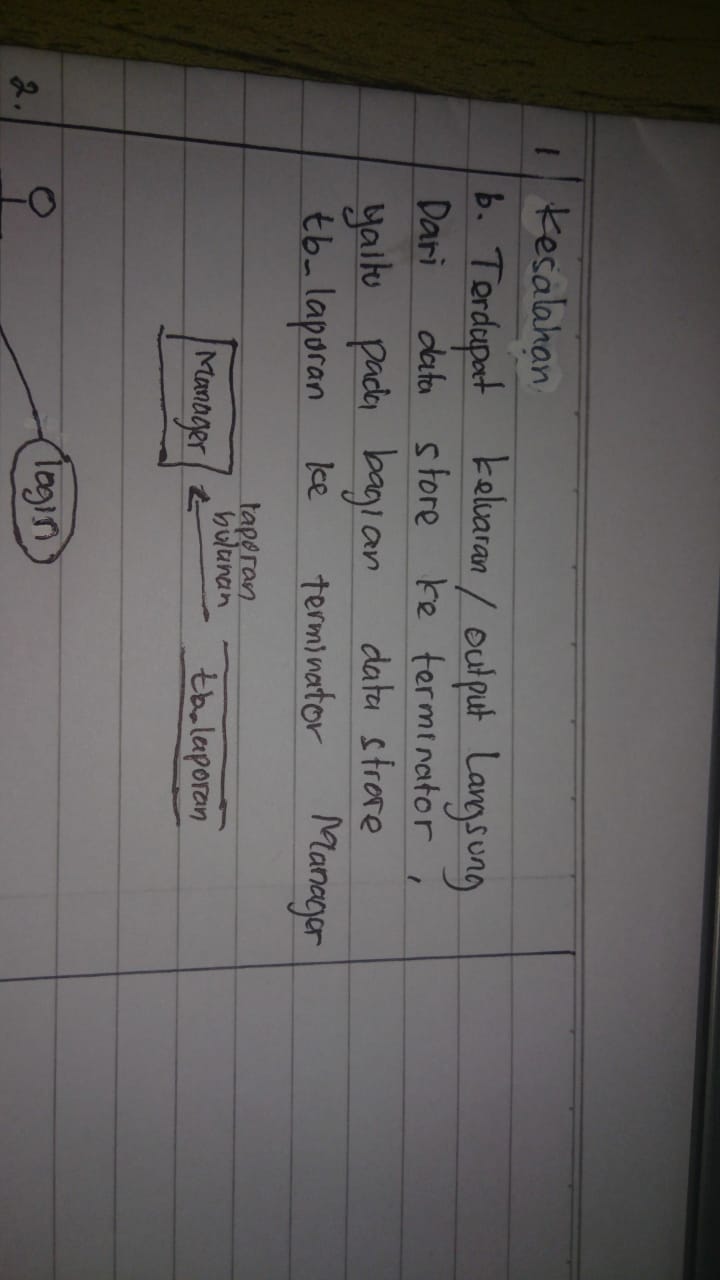 1 Kesalahan
b. Terdapat keluaran / output Langsung
Dari data store ke terminator,
yaitu pada bagian data strore
tb_laporan ke terminator Manager
laporan
bulanan
Manager
tb_laporan
login
2.